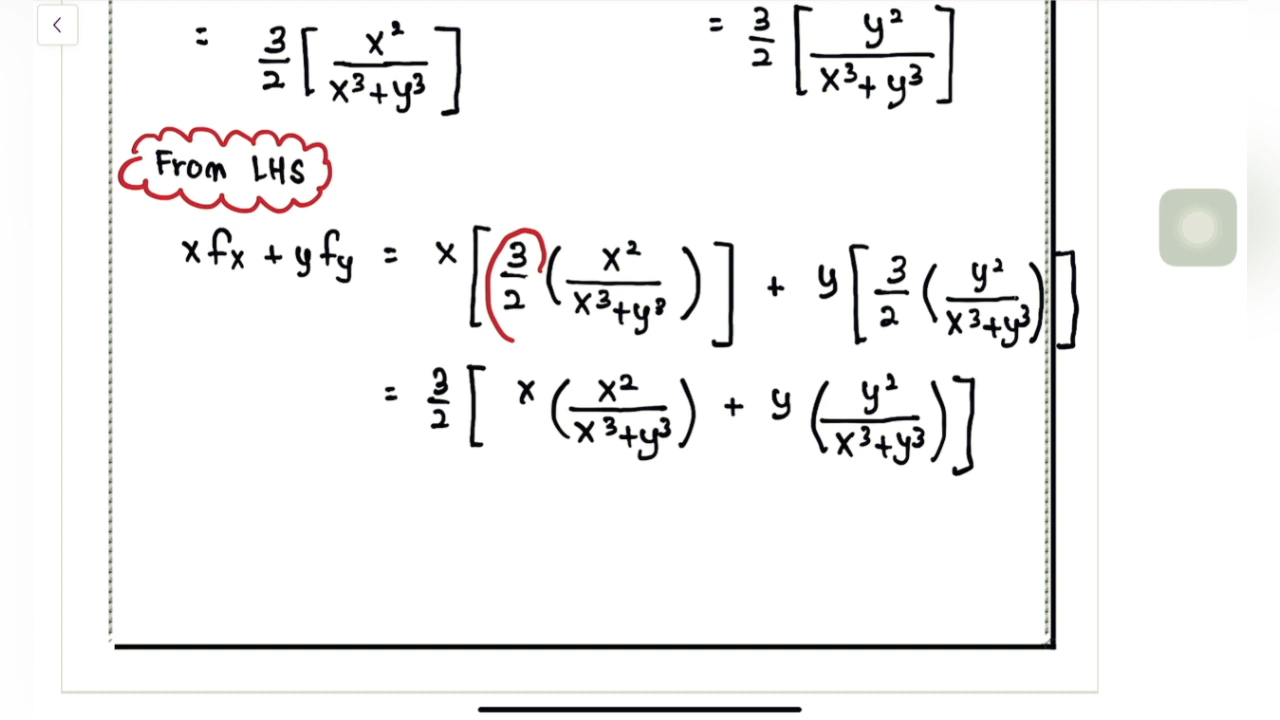 = 3/2 [ x² / (x³+y³) ]    = 3/2 [ y² / (x³+y³) ]
From LHS
x fx + y fy = x [ 3/2 ( x² / (x³+y³) ) ] + y [ 3/2 ( y² / (x³+y³) ) ]
= 3/2 [ x ( x² / (x³+y³) ) + y ( y² / (x³+y³) ) ]